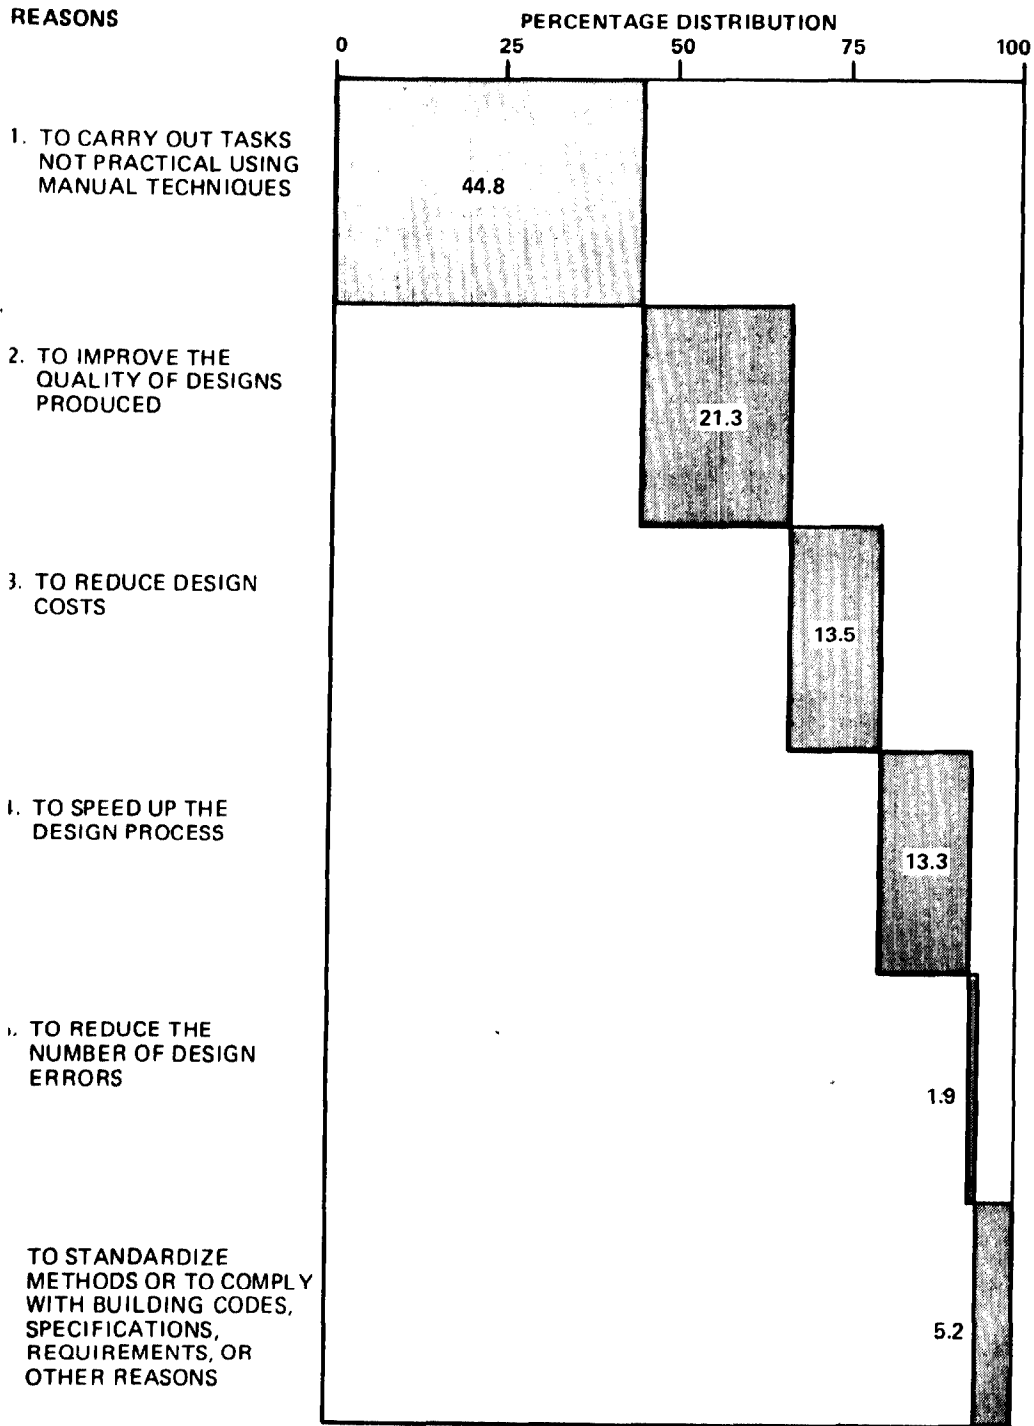 REASONS
PERCENTAGE DISTRIBUTION
0 25 50 75 100
1. TO CARRY OUT TASKS
NOT PRACTICAL USING
MANUAL TECHNIQUES
44.8
2. TO IMPROVE THE
QUALITY OF DESIGNS
PRODUCED
21.3
3. TO REDUCE DESIGN
COSTS
13.5
TO SPEED UP THE
DESIGN PROCESS
13.3
TO REDUCE THE
NUMBER OF DESIGN
ERRORS
1.9
TO STANDARDIZE
METHODS OR TO COMPLY
WITH BUILDING CODES,
SPECIFICATIONS,
REQUIREMENTS, OR
OTHER REASONS
5.2